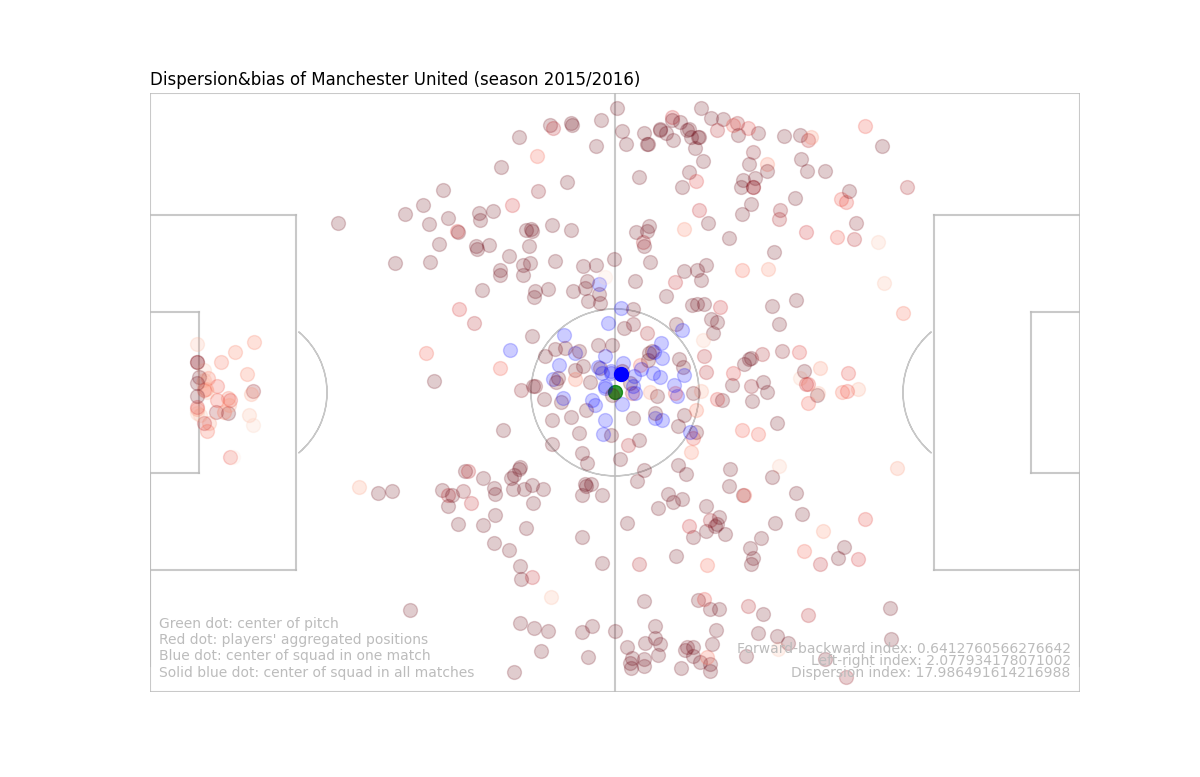 Dispersion&bias of Manchester United (season 2015/2016)
Green dot: center of pitch
Red dot: players' aggregated positions
Blue dot: center of squad in one match
Solid blue dot: center of squad in all matches
Forward-backward index: 0.6412760566276642
Left-right index: 2.077934178071002
Dispersion index: 17.986491614216988